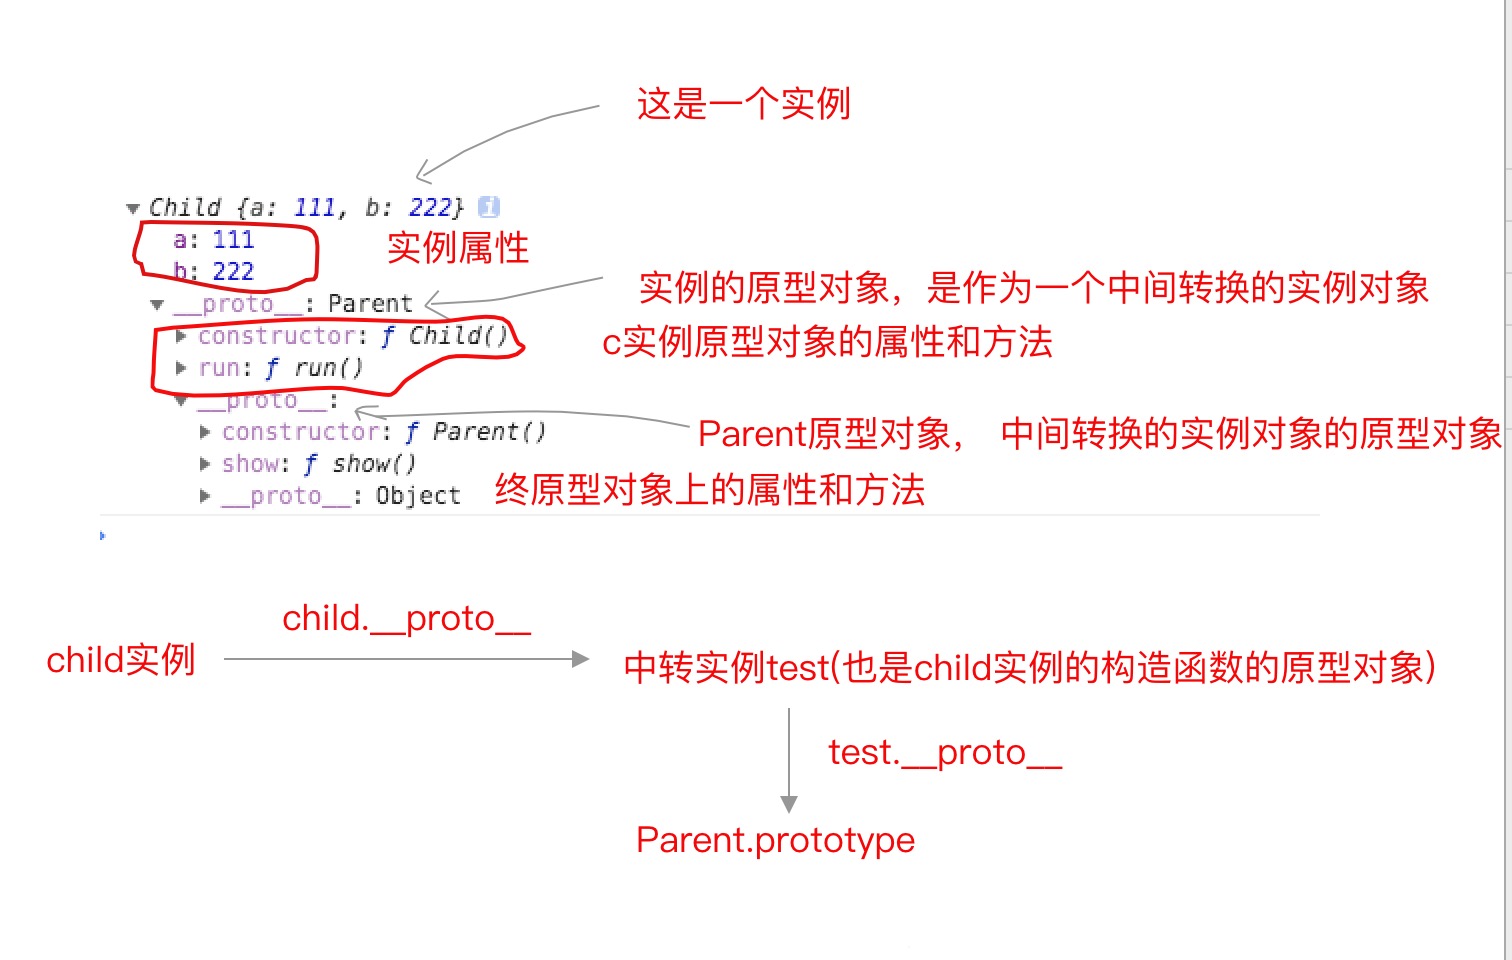 这是一个实例
Child {a: 111, b: 222} i
a: 111
实例属性
b: 222
实例的原型对象，是作为一个中间转换的实例对象
__proto__: Parent
constructor: ƒ Child()
c实例原型对象的属性和方法
run: ƒ run()
__proto__:
constructor: ƒ Parent()
Parent原型对象， 中间转换的实例对象的原型对象
show: ƒ show()
__proto__: Object
终原型对象上的属性和方法
child.__proto__
child实例
中转实例test(也是child实例的构造函数的原型对象)
test.__proto__
Parent.prototype